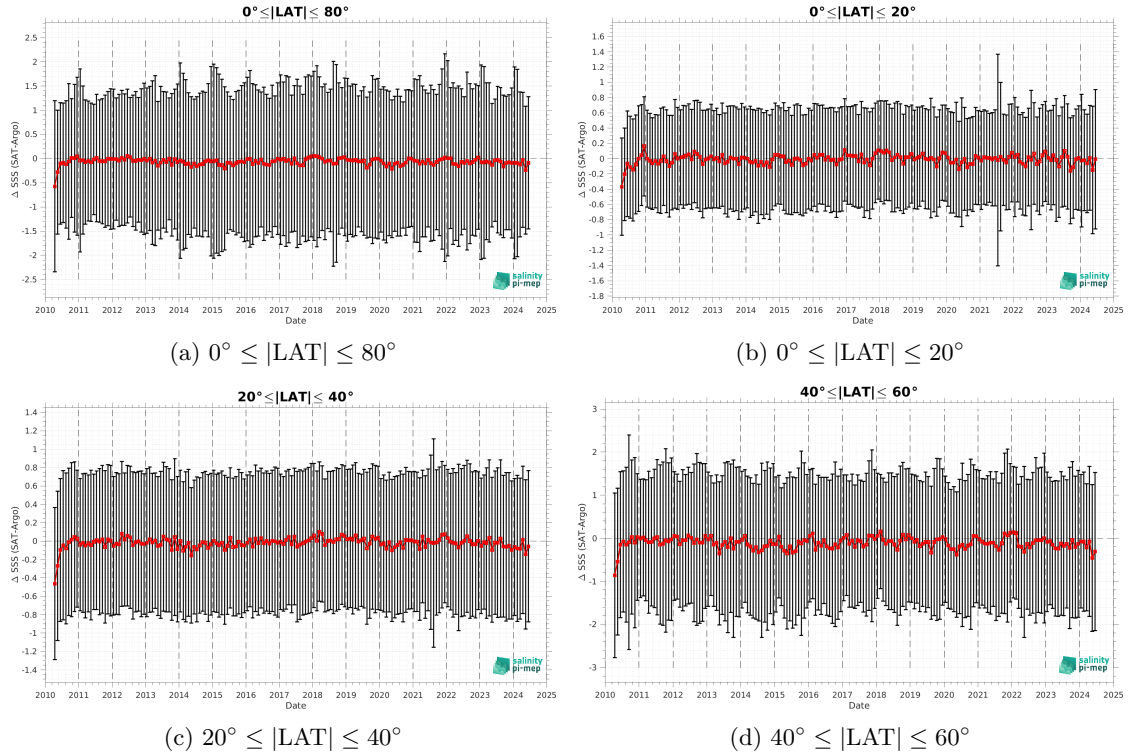 0°≤|LAT|≤ 80°
Δ SSS (SAT-Argo)
2.5
2
1.5
1
0.5
0
-0.5
-1
-1.5
-2
-2.5
2010 2011 2012 2013 2014 2015 2016 2017 2018 2019 2020 2021 2022 2023 2024 2025
Date
salinity
pi-mep
(a) 0° ≤ |LAT| ≤ 80°
0°≤|LAT|≤ 20°
Δ SSS (SAT-Argo)
1.6
1.4
1.2
1
0.8
0.6
0.4
0.2
0
-0.2
-0.4
-0.6
-0.8
-1
-1.2
-1.4
-1.6
-1.8
2010 2011 2012 2013 2014 2015 2016 2017 2018 2019 2020 2021 2022 2023 2024 2025
Date
salinity
pi-mep
(b) 0° ≤ |LAT| ≤ 20°
20°≤|LAT|≤ 40°
Δ SSS (SAT-Argo)
1.4
1.2
1
0.8
0.6
0.4
0.2
0
-0.2
-0.4
-0.6
-0.8
-1
-1.2
-1.4
2010 2011 2012 2013 2014 2015 2016 2017 2018 2019 2020 2021 2022 2023 2024 2025
Date
salinity
pi-mep
(c) 20° ≤ |LAT| ≤ 40°
40°≤|LAT|≤ 60°
Δ SSS (SAT-Argo)
3
2
1
0
-1
-2
-3
2010 2011 2012 2013 2014 2015 2016 2017 2018 2019 2020 2021 2022 2023 2024 2025
Date
salinity
pi-mep
(d) 40° ≤ |LAT| ≤ 60°